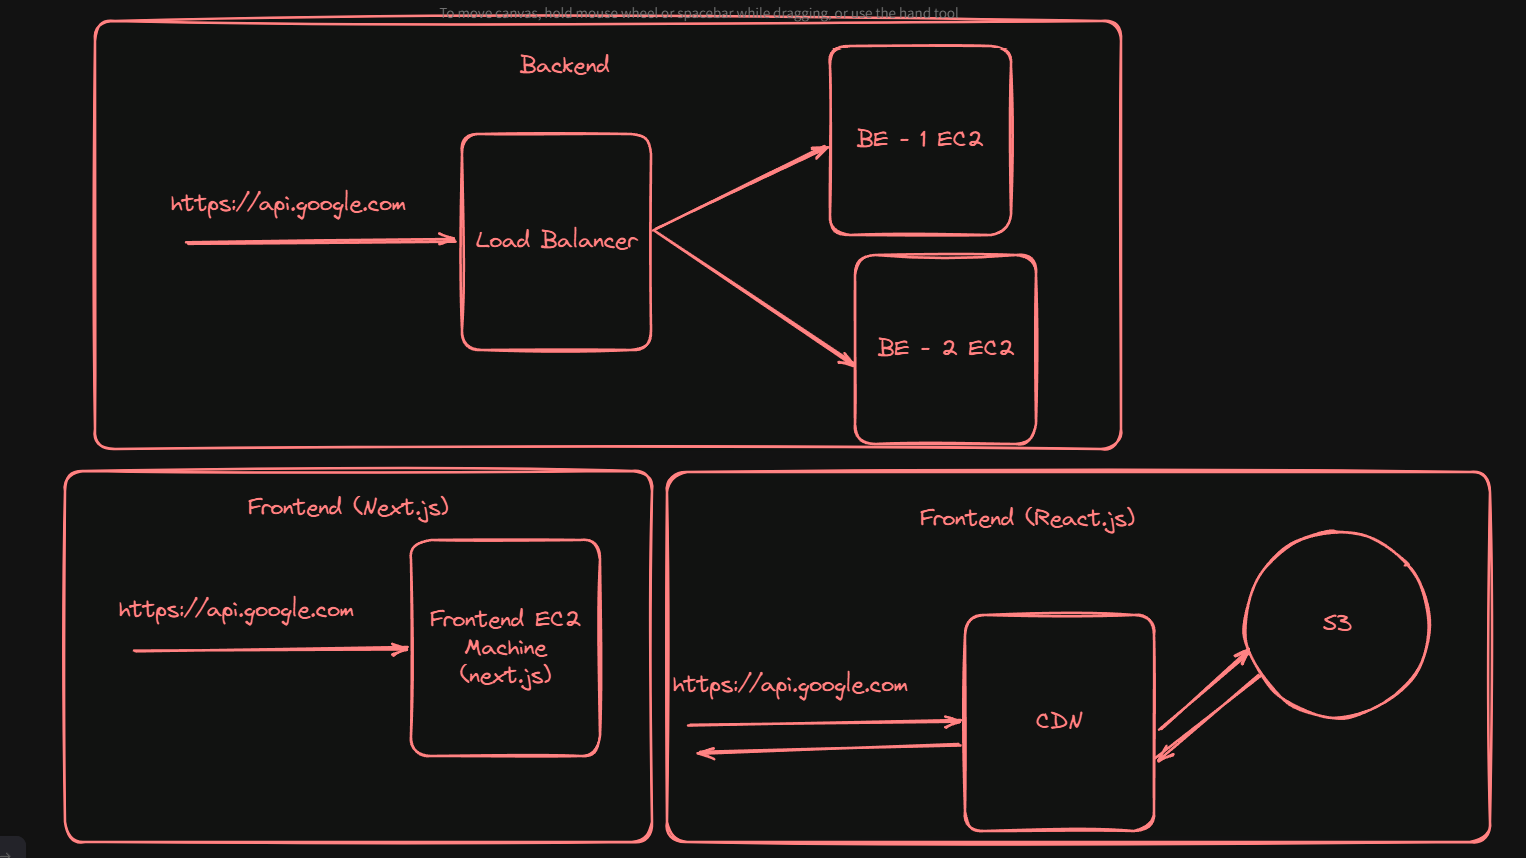 To move canvas, hold mouse wheel or spacebar while dragging, or use the hand tool
Backend
BE - 1 EC2
https://api.google.com
Load Balancer
BE - 2 EC2
Frontend (Next.js)
https://api.google.com
Frontend EC2
Machine
(next.js)
Frontend (React.js)
S3
https://api.google.com
CDN